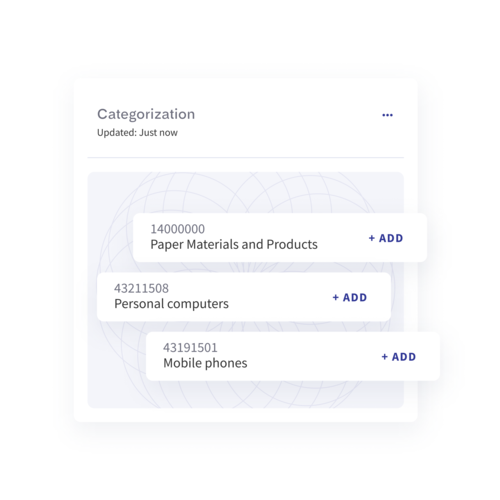 Categorization
Updated: Just now
14000000
Paper Materials and Products
+ ADD
43211508
Personal computers
+ ADD
43191501
Mobile phones
+ ADD